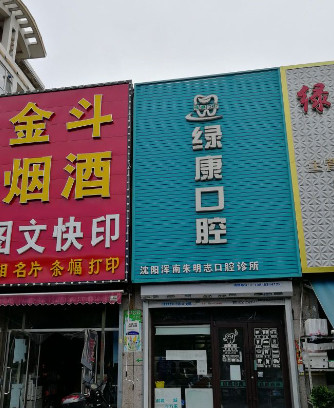 金斗
烟酒
图文快印
名片 条幅 打印
绿康口腔
沈阳浑南朱明志口腔诊所
绿